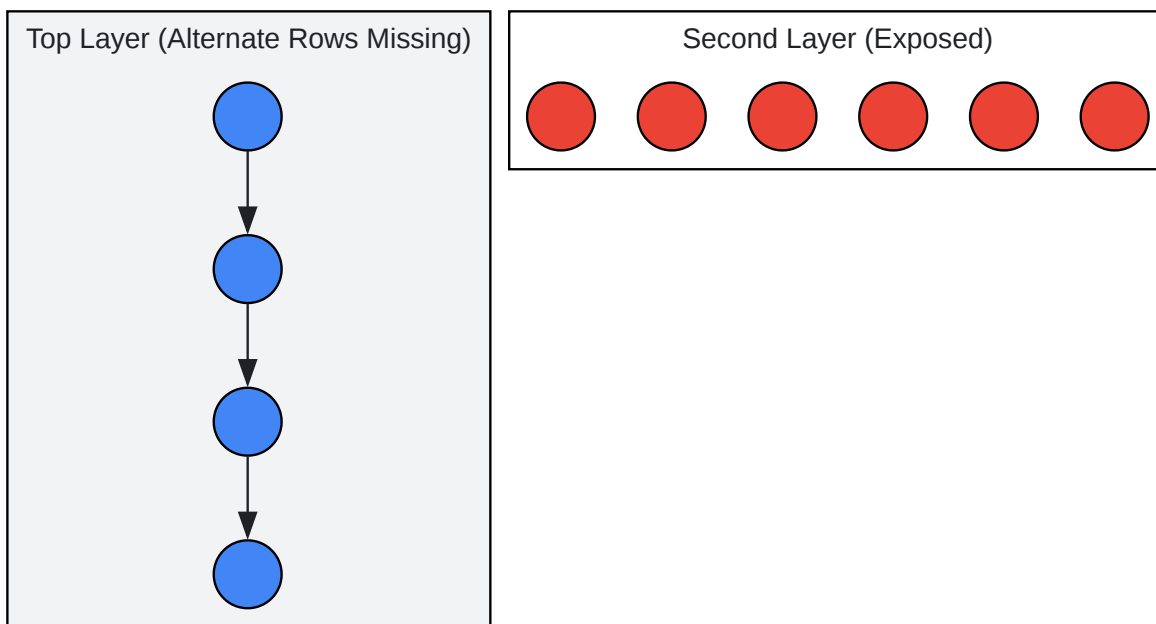 Top Layer (Alternate Rows Missing)
Second Layer (Exposed)